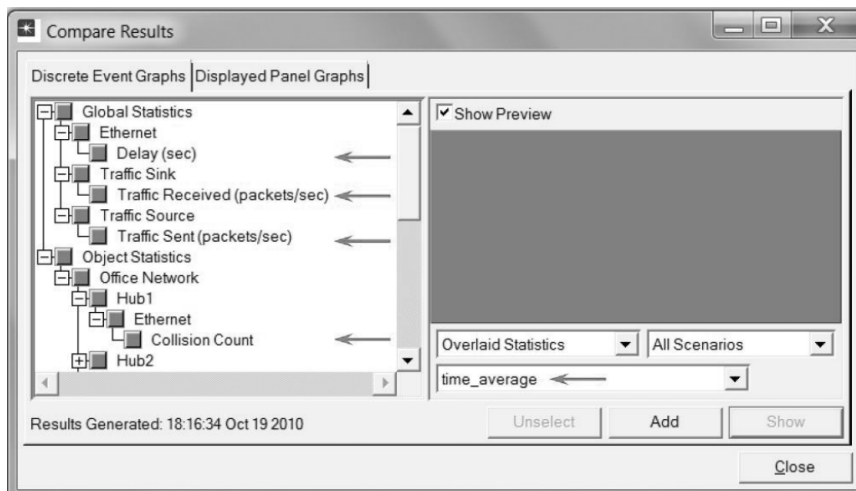 Compare Results
Discrete Event Graphs Displayed Panel Graphs
Global Statistics
Ethernet
Delay (sec)
Traffic Sink
Traffic Received (packets/sec)
Traffic Source
Traffic Sent (packets/sec)
Object Statistics
Office Network
Hub1
Ethernet
Collision Count
Hub2
Show Preview
Overlaid Statistics All Scenarios
time_average
Results Generated: 18:16:34 Oct 19 2010
Unselect Add Show
Close